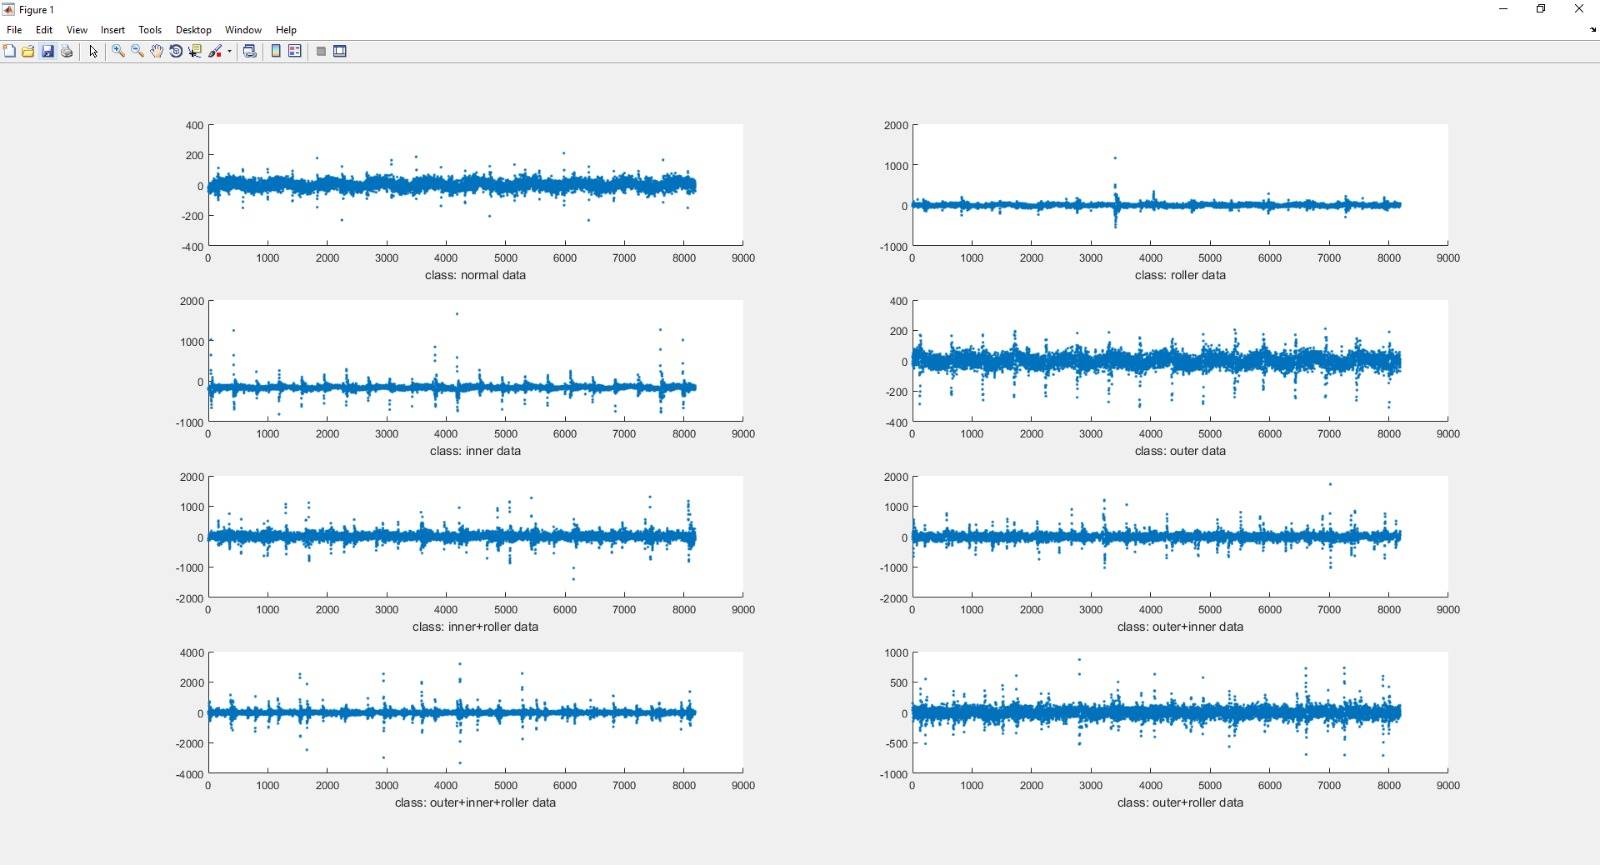 Figure 1
File Edit View Insert Tools Desktop Window Help
400
200
0
-200
-400
0 1000 2000 3000 4000 5000 6000 7000 8000 9000
class: normal data
2000
1000
0
-1000
0 1000 2000 3000 4000 5000 6000 7000 8000 9000
class: roller data
2000
1000
0
-1000
0 1000 2000 3000 4000 5000 6000 7000 8000 9000
class: inner data
400
200
0
-200
-400
0 1000 2000 3000 4000 5000 6000 7000 8000 9000
class: outer data
2000
1000
0
-1000
-2000
0 1000 2000 3000 4000 5000 6000 7000 8000 9000
class: inner+roller data
2000
1000
0
-1000
-2000
0 1000 2000 3000 4000 5000 6000 7000 8000 9000
class: outer+inner data
4000
2000
0
-2000
-4000
0 1000 2000 3000 4000 5000 6000 7000 8000 9000
class: outer+inner+roller data
1000
500
0
-500
-1000
0 1000 2000 3000 4000 5000 6000 7000 8000 9000
class: outer+roller data